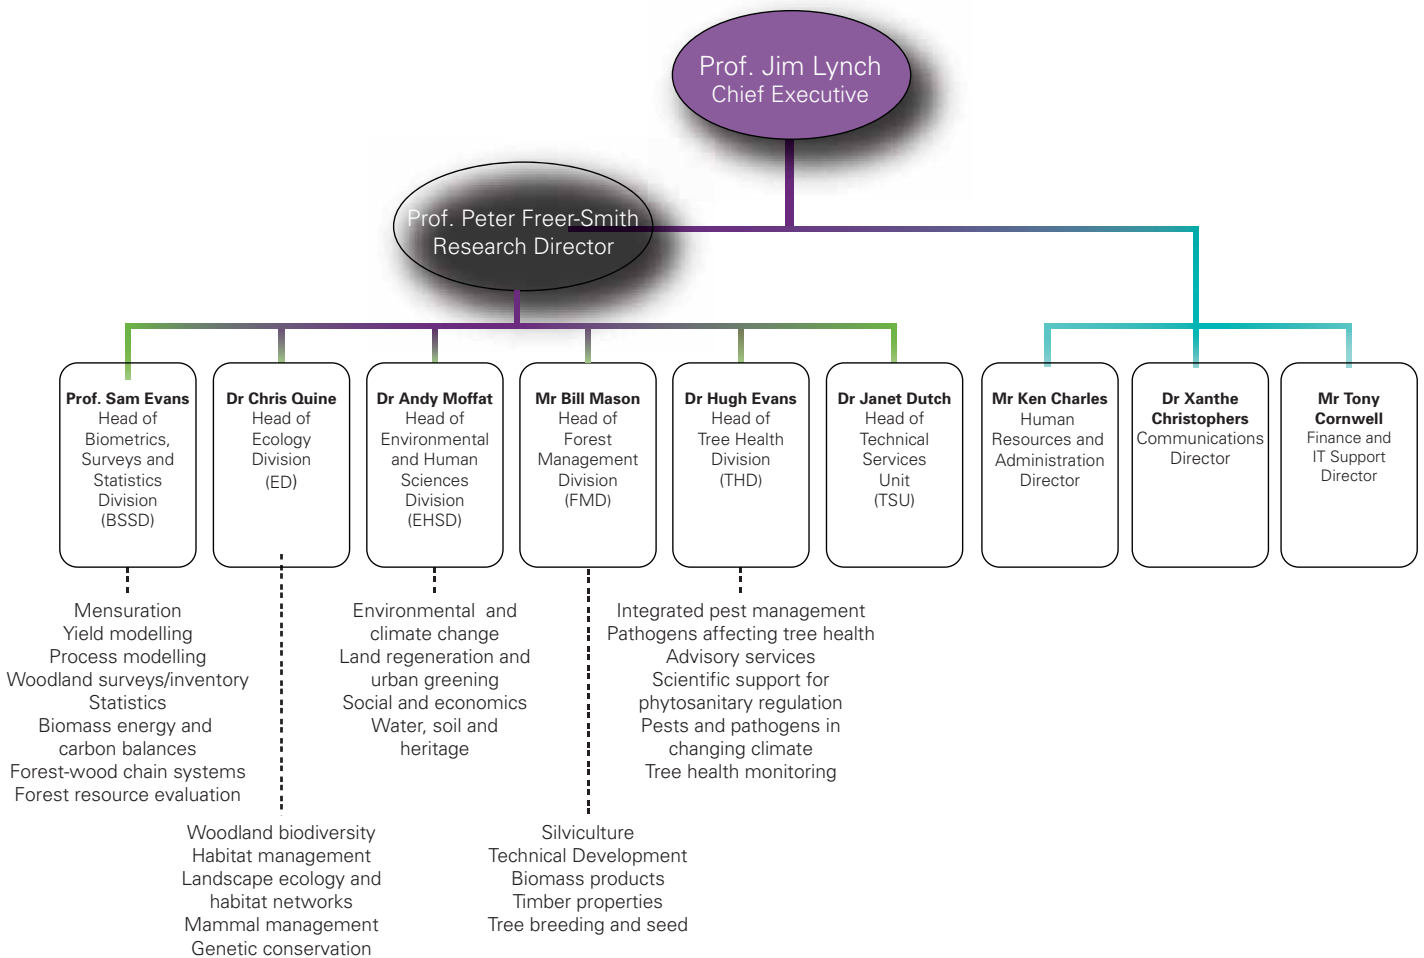 Prof. Jim Lynch
Chief Executive
Prof. Peter Freer-Smith
Research Director
Prof. Sam Evans
Head of
Biometrics,
Surveys and
Statistics
Division
(BSSD)
Dr Chris Quine
Head of
Ecology
Division
(ED)
Dr Andy Moffat
Head of
Environmental
and Human
Sciences
Division
(EHSD)
Mr Bill Mason
Head of
Forest
Management
Division
(FMD)
Dr Hugh Evans
Head of
Tree Health
Division
(THD)
Dr Janet Dutch
Head of
Technical
Services
Unit
(TSU)
Mr Ken Charles
Human
Resources and
Administration
Director
Dr Xanthe
Christophers
Communications
Director
Mr Tony
Cornwell
Finance and
IT Support
Director
Mensuration
Yield modelling
Process modelling
Woodland surveys/inventory
Statistics
Biomass energy and
carbon balances
Forest-wood chain systems
Forest resource evaluation
Environmental and
climate change
Land regeneration and
urban greening
Social and economics
Water, soil and
heritage
Integrated pest management
Pathogens affecting tree health
Advisory services
Scientific support for
phytosanitary regulation
Pests and pathogens in
changing climate
Tree health monitoring
Woodland biodiversity
Habitat management
Landscape ecology and
habitat networks
Mammal management
Genetic conservation
Silviculture
Technical Development
Biomass products
Timber properties
Tree breeding and seed